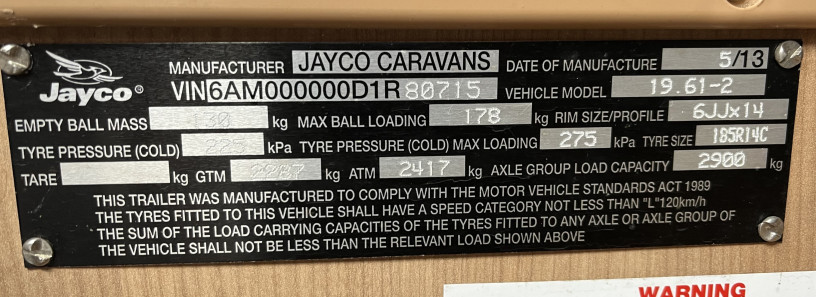 MANUFACTURER JAYCO CARAVANS DATE OF MANUFACTURE 5/13
Jayco® VIN 6AM000000D1R80715 VEHICLE MODEL 19.61-2
EMPTY BALL MASS 130 kg MAX BALL LOADING 178 kg RIM SIZE/PROFILE 6JJx14
TYRE PRESSURE (COLD) kPa TYRE PRESSURE (COLD) MAX LOADING 275 kPa TYRE SIZE 185R14C
TARE kg GTM kg ATM 2417 kg AXLE GROUP LOAD CAPACITY 2900 kg
THIS TRAILER WAS MANUFACTURED TO COMPLY WITH THE MOTOR VEHICLE STANDARDS ACT 1989
THE TYRES FITTED TO THIS VEHICLE SHALL HAVE A SPEED CATEGORY NOT LESS THAN "L"120km/h
THE SUM OF THE LOAD CARRYING CAPACITIES OF THE TYRES FITTED TO ANY AXLE OR AXLE GROUP OF
THE VEHICLE SHALL NOT BE LESS THAN THE RELEVANT LOAD SHOWN ABOVE
WARNING